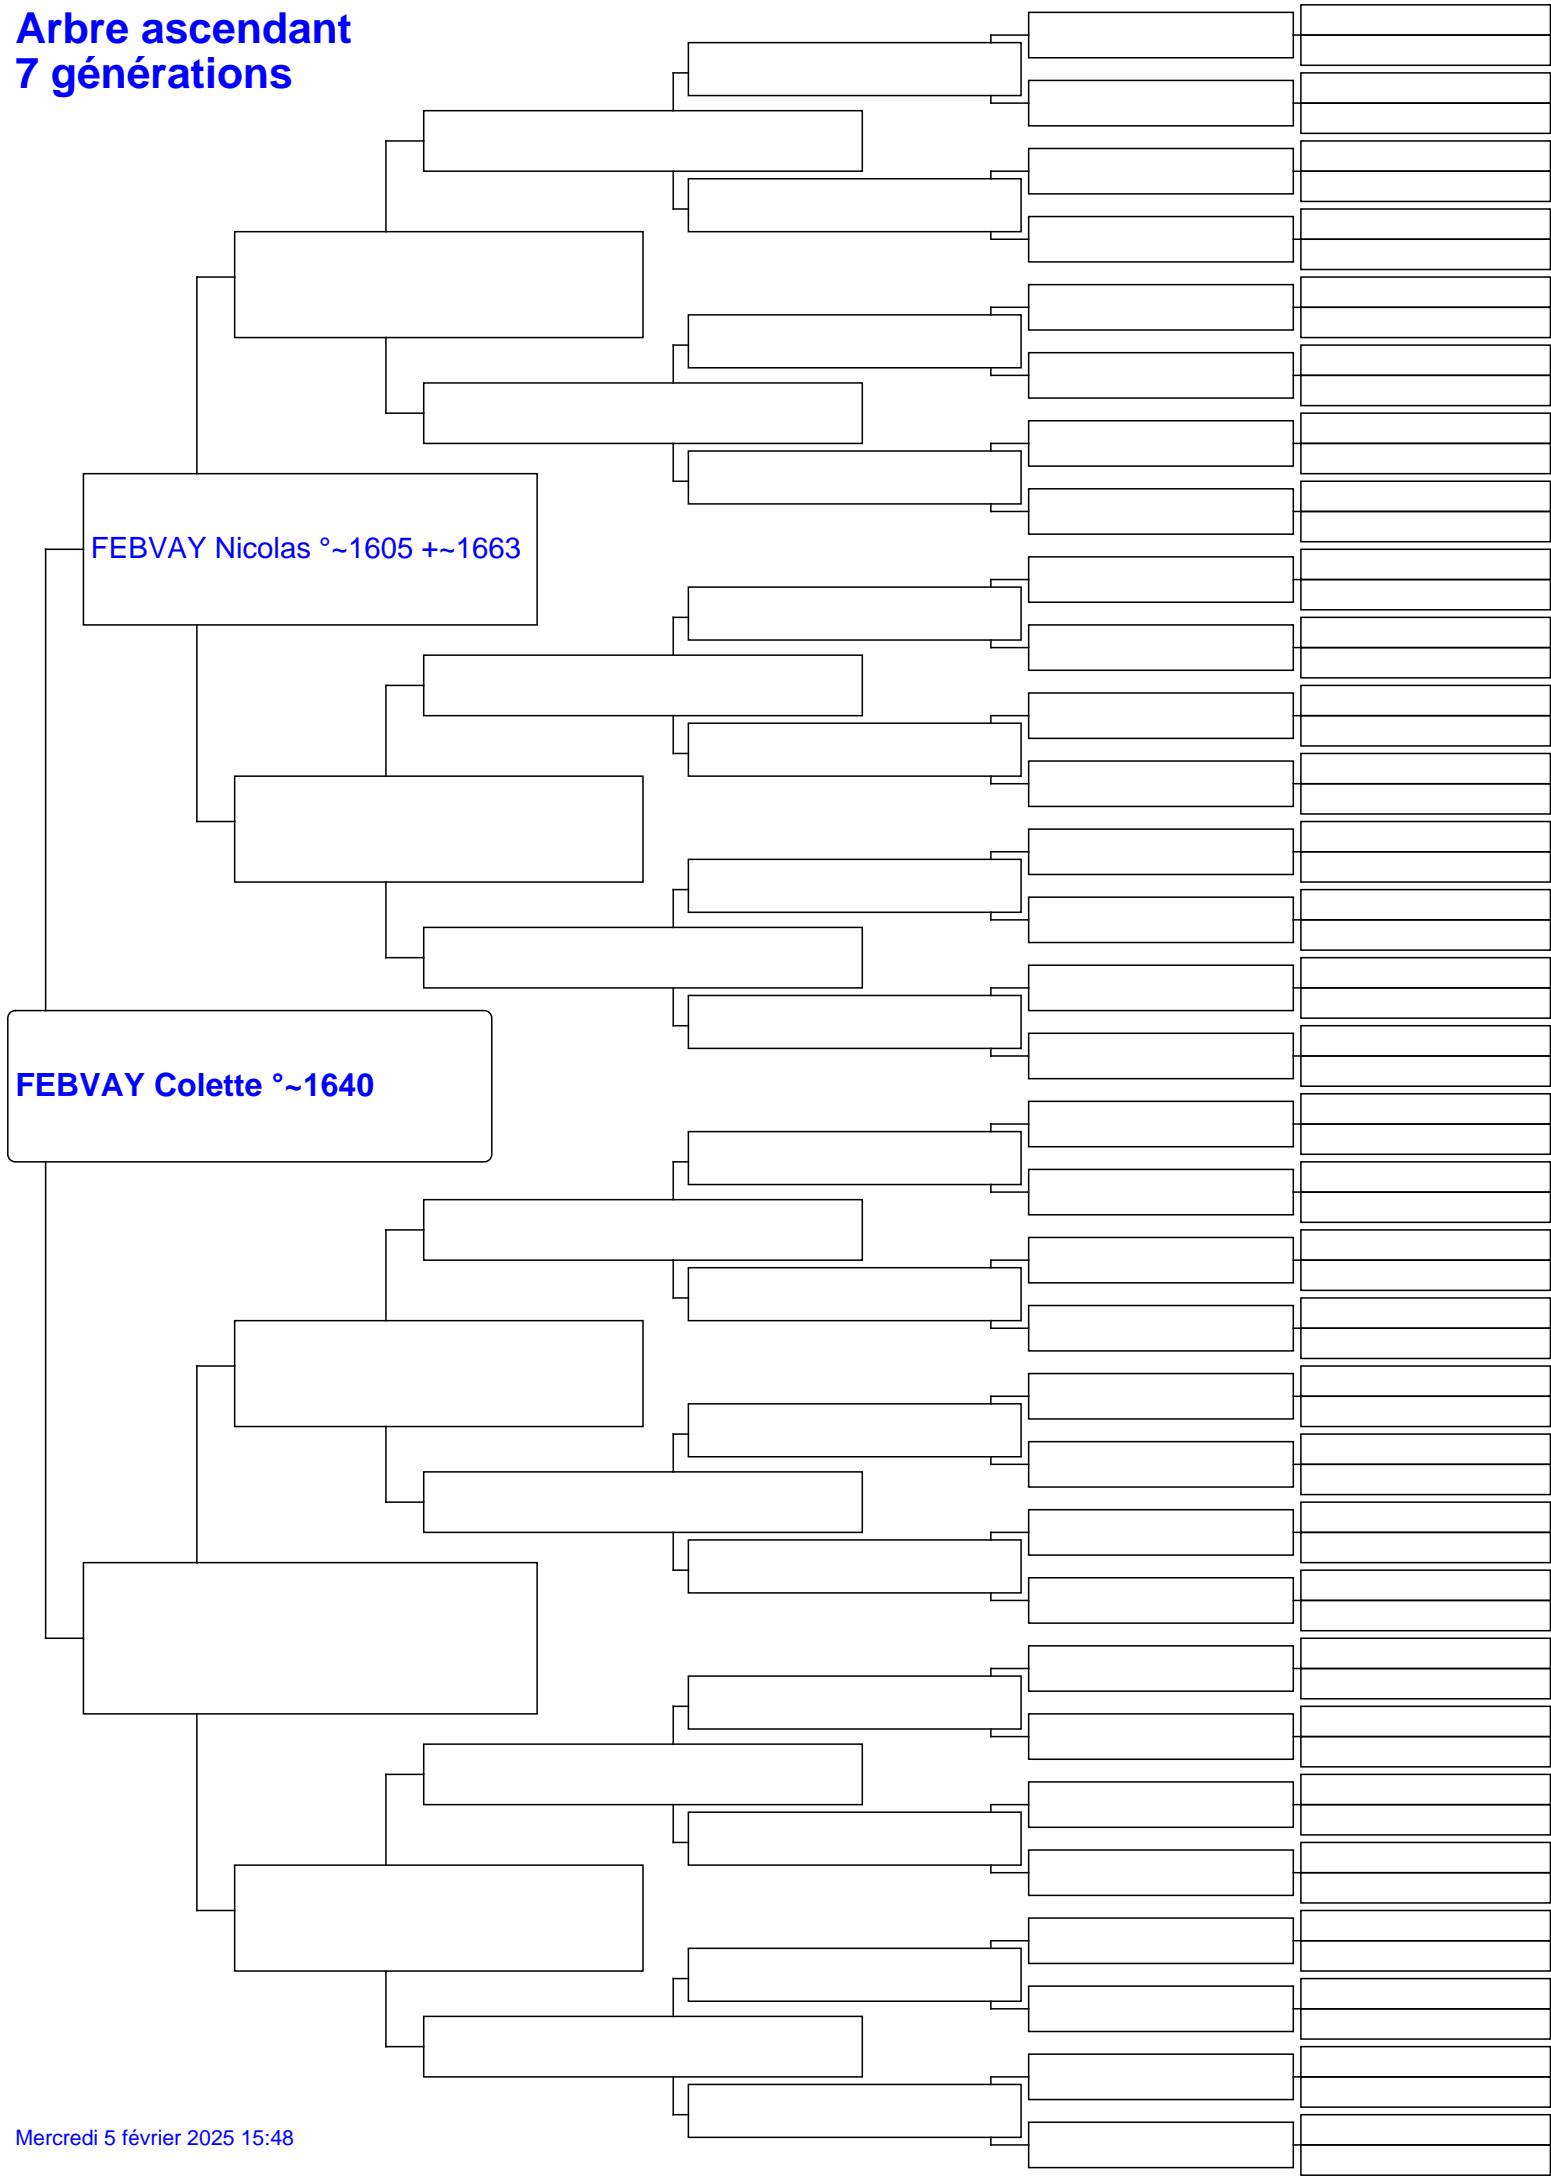 Arbre ascendant
7 générations
FEBVAY Nicolas °~1605 +~1663
FEBVAY Colette °~1640
Mercredi 5 février 2025 15:48